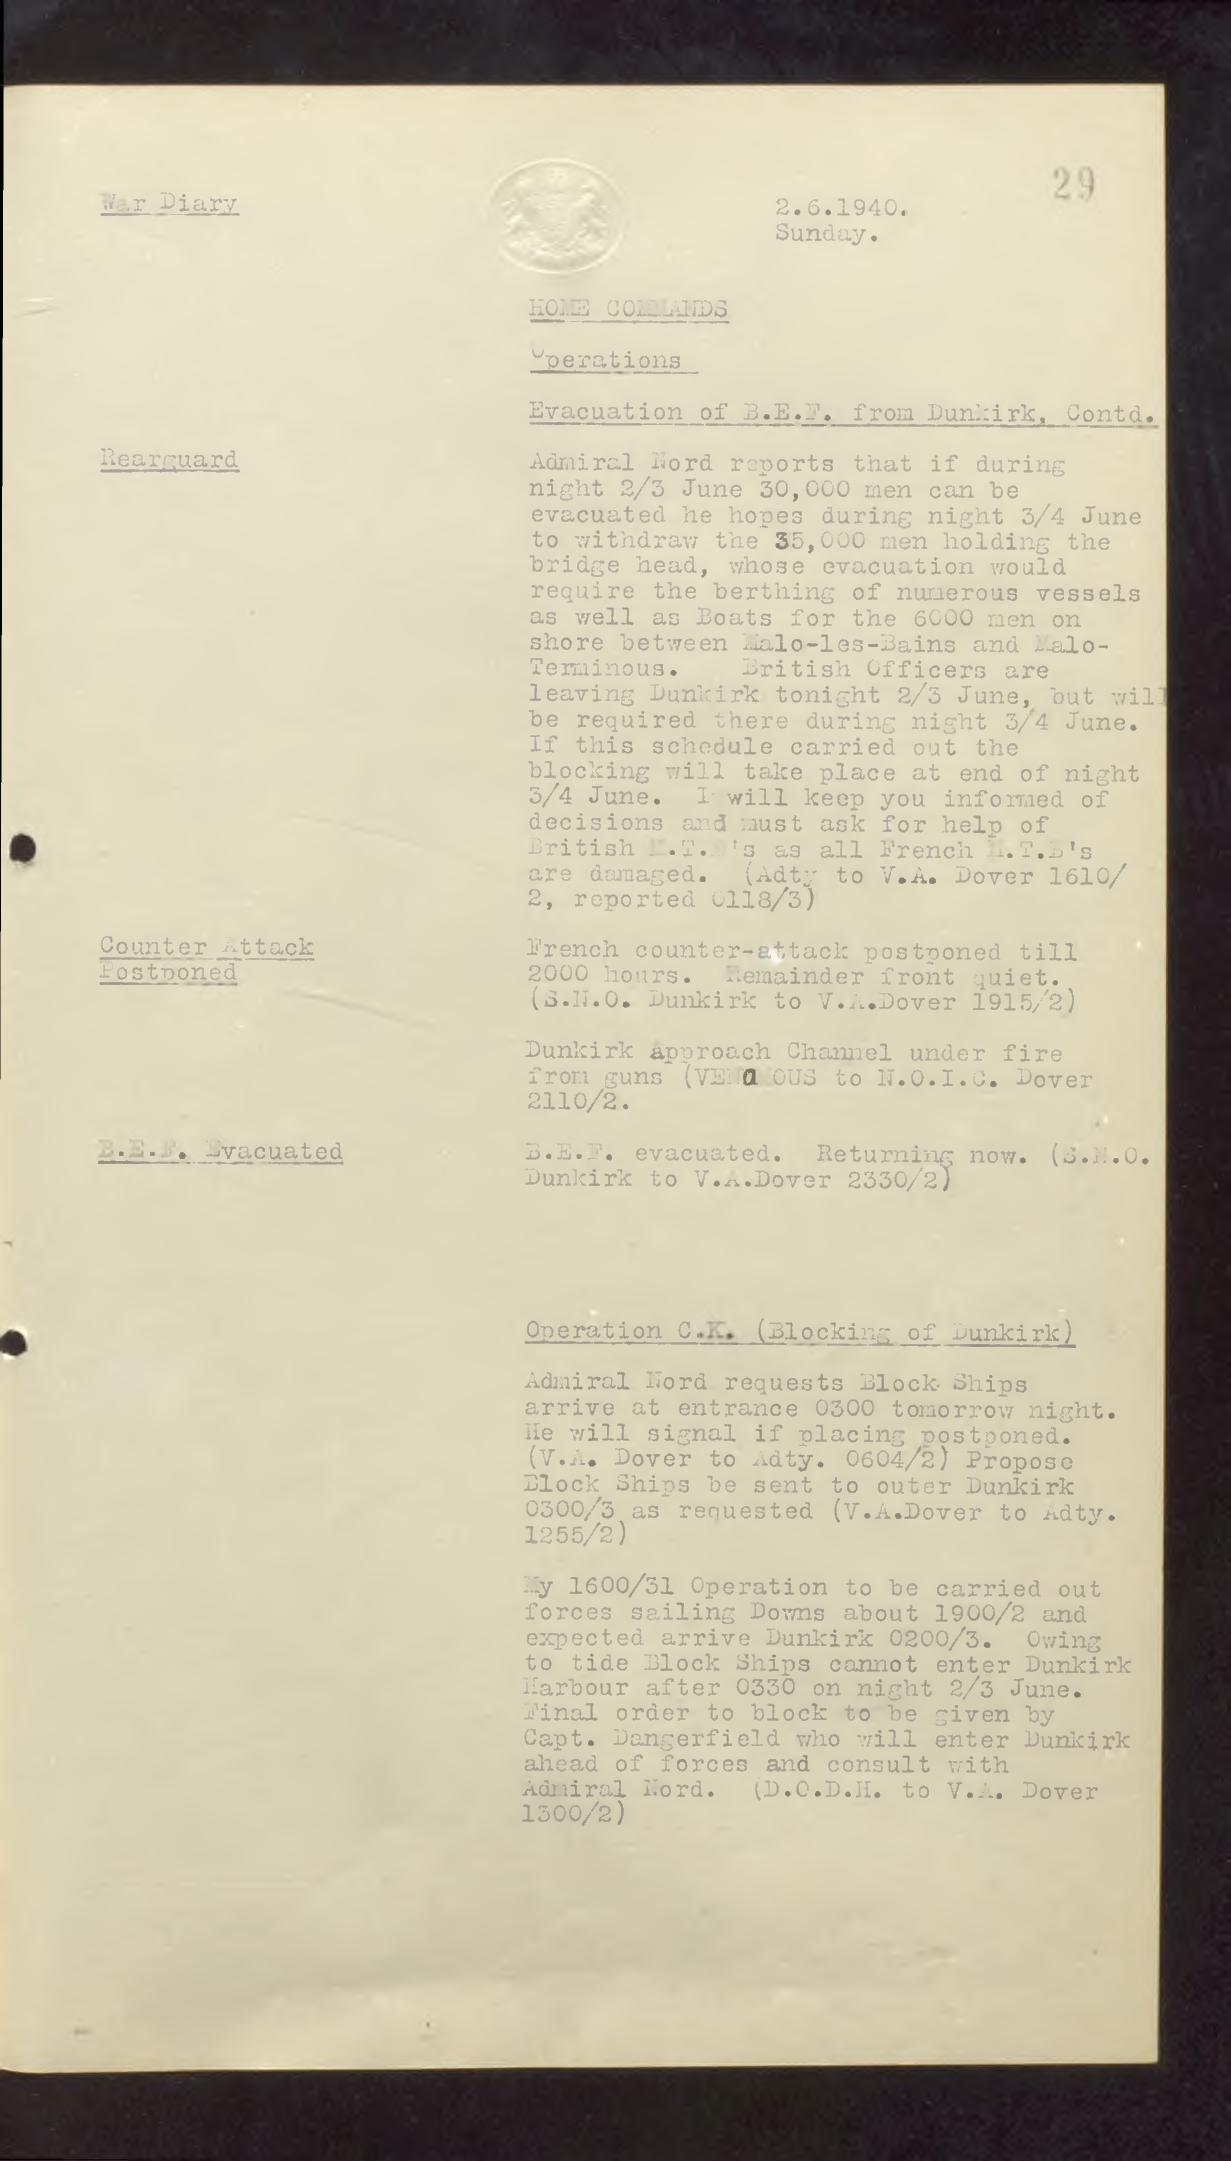 29
War Diary
2.6.1940.
Sunday.
HOME COMMANDS
Operations
Evacuation of B.E.F. from Dunkirk, Contd.
Rearguard
Admiral Nord reports that if during
night 2/3 June 30,000 men can be
evacuated he hopes during night 3/4 June
to withdraw the 35,000 men holding the
bridge head, whose evacuation would
require the berthing of numerous vessels
as well as Boats for the 6000 men on
shore between Malo-les-Bains and Malo-
Terminous. British Officers are
leaving Dunkirk tonight 2/3 June, but will
be required there during night 3/4 June.
If this schedule carried out the
blocking will take place at end of night
3/4 June. I will keep you informed of
decisions and must ask for help of
British M.T.B's as all French M.T.B's
are damaged. (Adty to V.A. Dover 1610/
2, reported 0118/3)
Counter Attack
Postponed
French counter-attack postponed till
2000 hours. Remainder front quiet.
(S.N.O. Dunkirk to V.A.Dover 1915/2)
Dunkirk approach Channel under fire
from guns (VENOMOUS to N.O.I.C. Dover
2110/2.
B.E.F. Evacuated
B.E.F. evacuated. Returning now. (S.N.O.
Dunkirk to V.A.Dover 2330/2)
Operation C.K. (Blocking of Dunkirk)
Admiral Nord requests Block Ships
arrive at entrance 0300 tomorrow night.
He will signal if placing postponed.
(V.A. Dover to Adty. 0604/2) Propose
Block Ships be sent to outer Dunkirk
0300/3 as requested (V.A.Dover to Adty.
1255/2)
My 1600/31 Operation to be carried out
forces sailing Downs about 1900/2 and
expected arrive Dunkirk 0200/3. Owing
to tide Block Ships cannot enter Dunkirk
Harbour after 0330 on night 2/3 June.
Final order to block to be given by
Capt. Dangerfield who will enter Dunkirk
ahead of forces and consult with
Admiral Nord. (D.O.D.H. to V.A. Dover
1300/2)